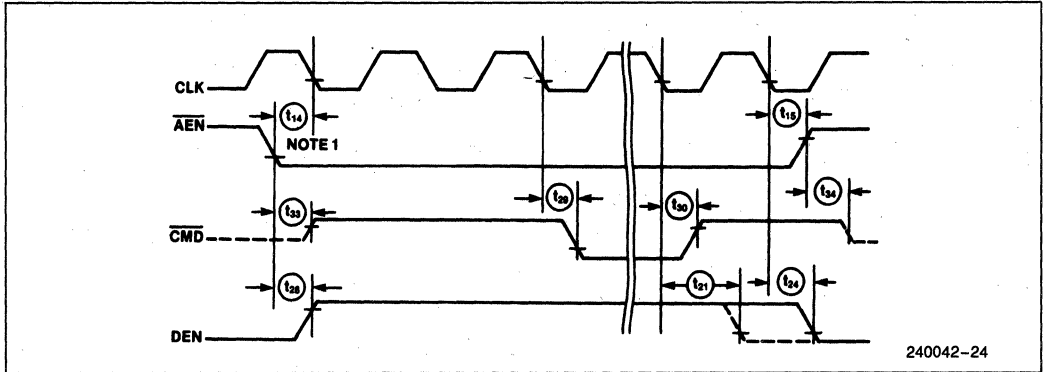 CLK
t14
t15
AEN
NOTE 1
t33
t29
t30
t34
CMD
t28
t21
t24
DEN
240042-24